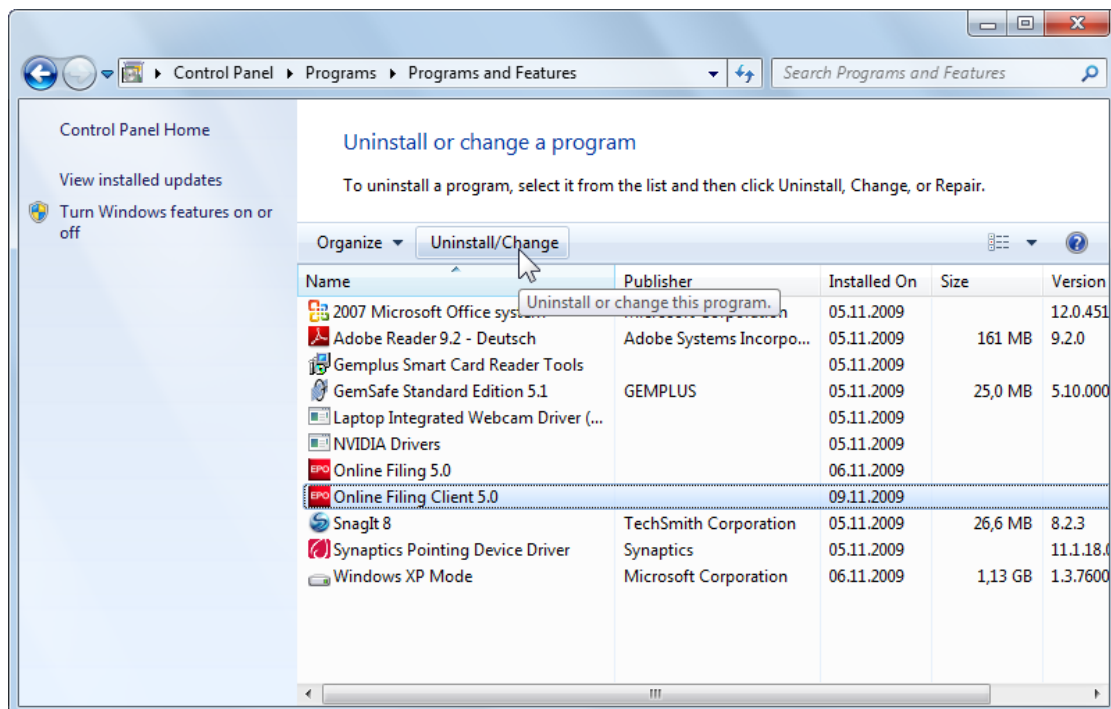 Control Panel Programs Programs and Features Search Programs and Features
Control Panel Home
View installed updates
Turn Windows features on or
off
Uninstall or change a program
To uninstall a program, select it from the list and then click Uninstall, Change, or Repair.
Organize Uninstall/Change
Name Publisher Installed On Size Version
Uninstall or change this program.
2007 Microsoft Office 05.11.2009 12.0.451
Adobe Reader 9.2 - Deutsch Adobe Systems Incorpo... 05.11.2009 161 MB 9.2.0
Gemplus Smart Card Reader Tools 05.11.2009
GemSafe Standard Edition 5.1 GEMPLUS 05.11.2009 25,0 MB 5.10.000
Laptop Integrated Webcam Driver (... 05.11.2009
NVIDIA Drivers 05.11.2009
EPO Online Filing 5.0 06.11.2009
EPO Online Filing Client 5.0 09.11.2009
SnagIt 8 TechSmith Corporation 05.11.2009 26,6 MB 8.2.3
Synaptics Pointing Device Driver Synaptics 05.11.2009 11.1.18.
Windows XP Mode Microsoft Corporation 06.11.2009 1,13 GB 1.3.7600